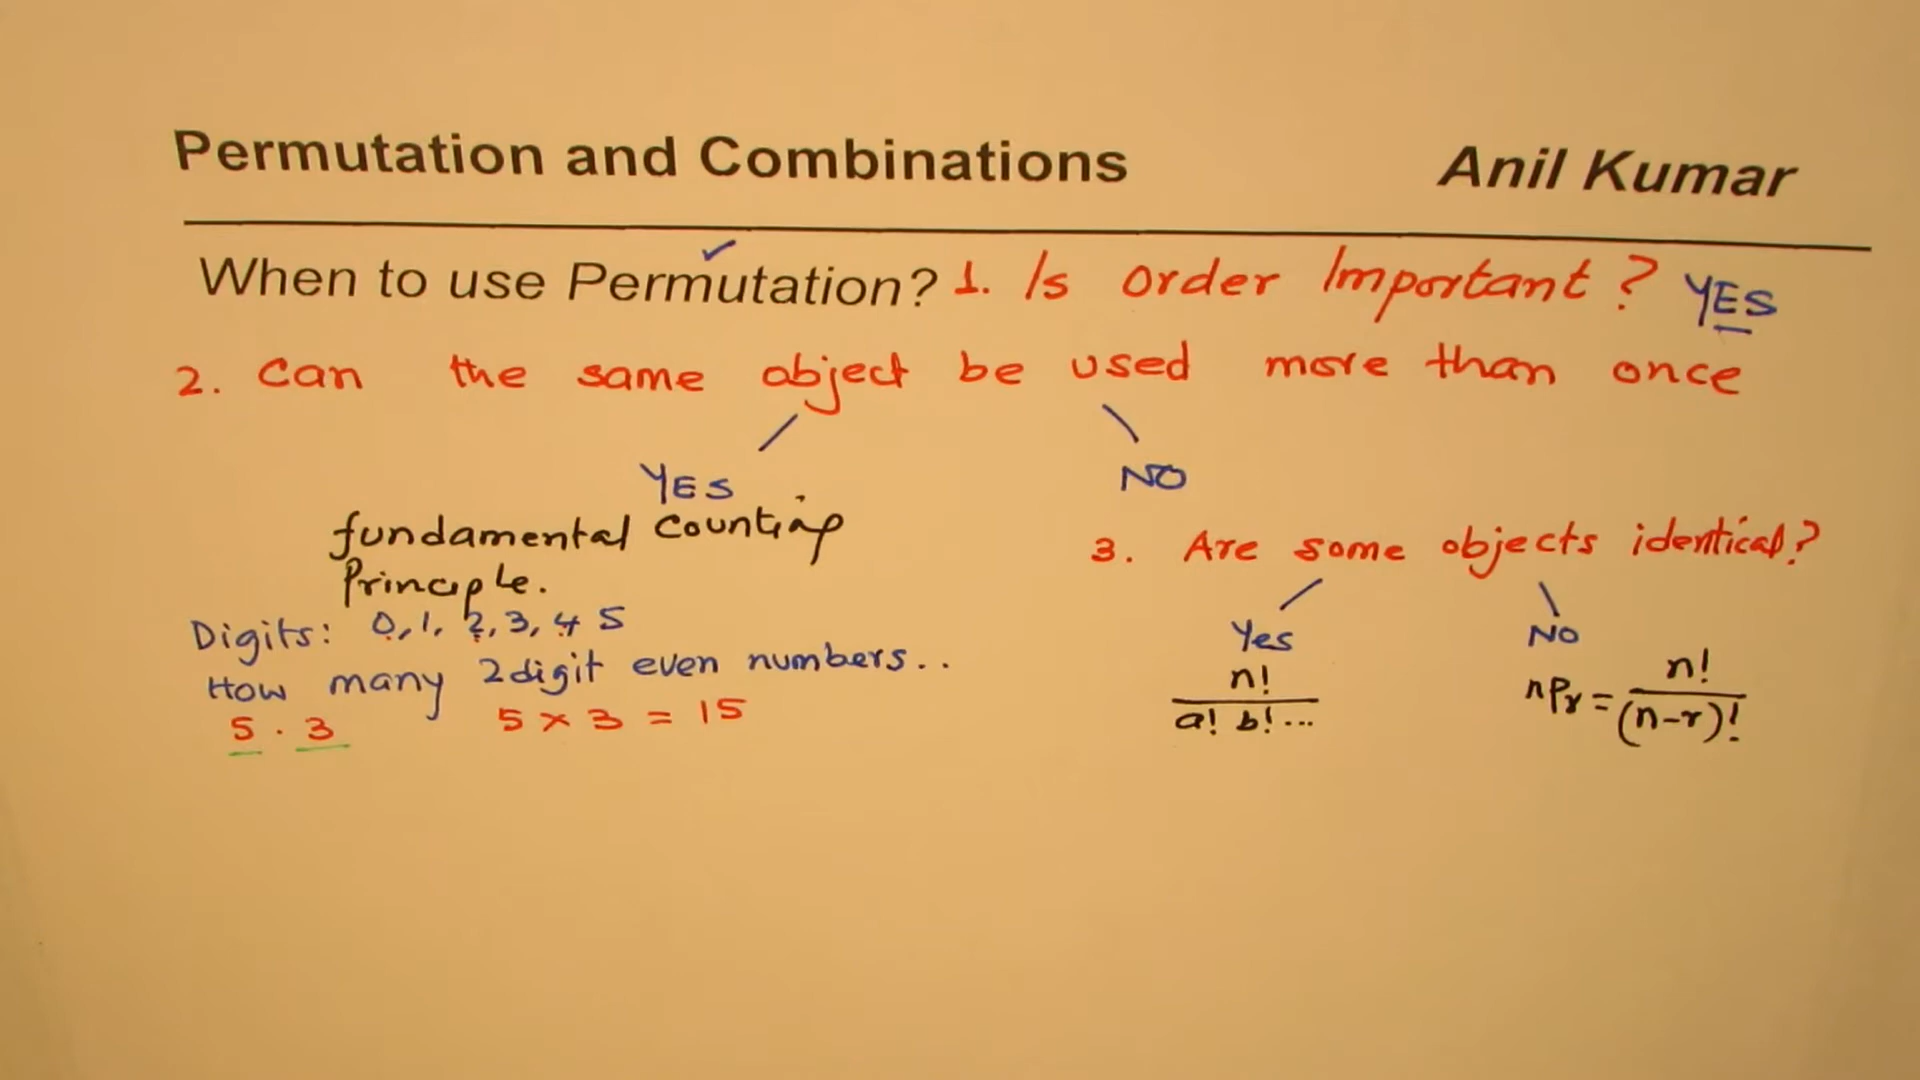 Permutation and Combinations Anil Kumar
When to use Permutation? 1. Is order Important? YES
2. Can the same object be used more than once
YES NO
fundamental Counting
Principle.
3. Are some objects identical?
Digits: 0, 1, 2, 3, 4 5
Yes No
How many 2 digit even numbers..
5 . 3 5 × 3 = 15
n!
a! b! ...
nPr = n!
(n-r)!